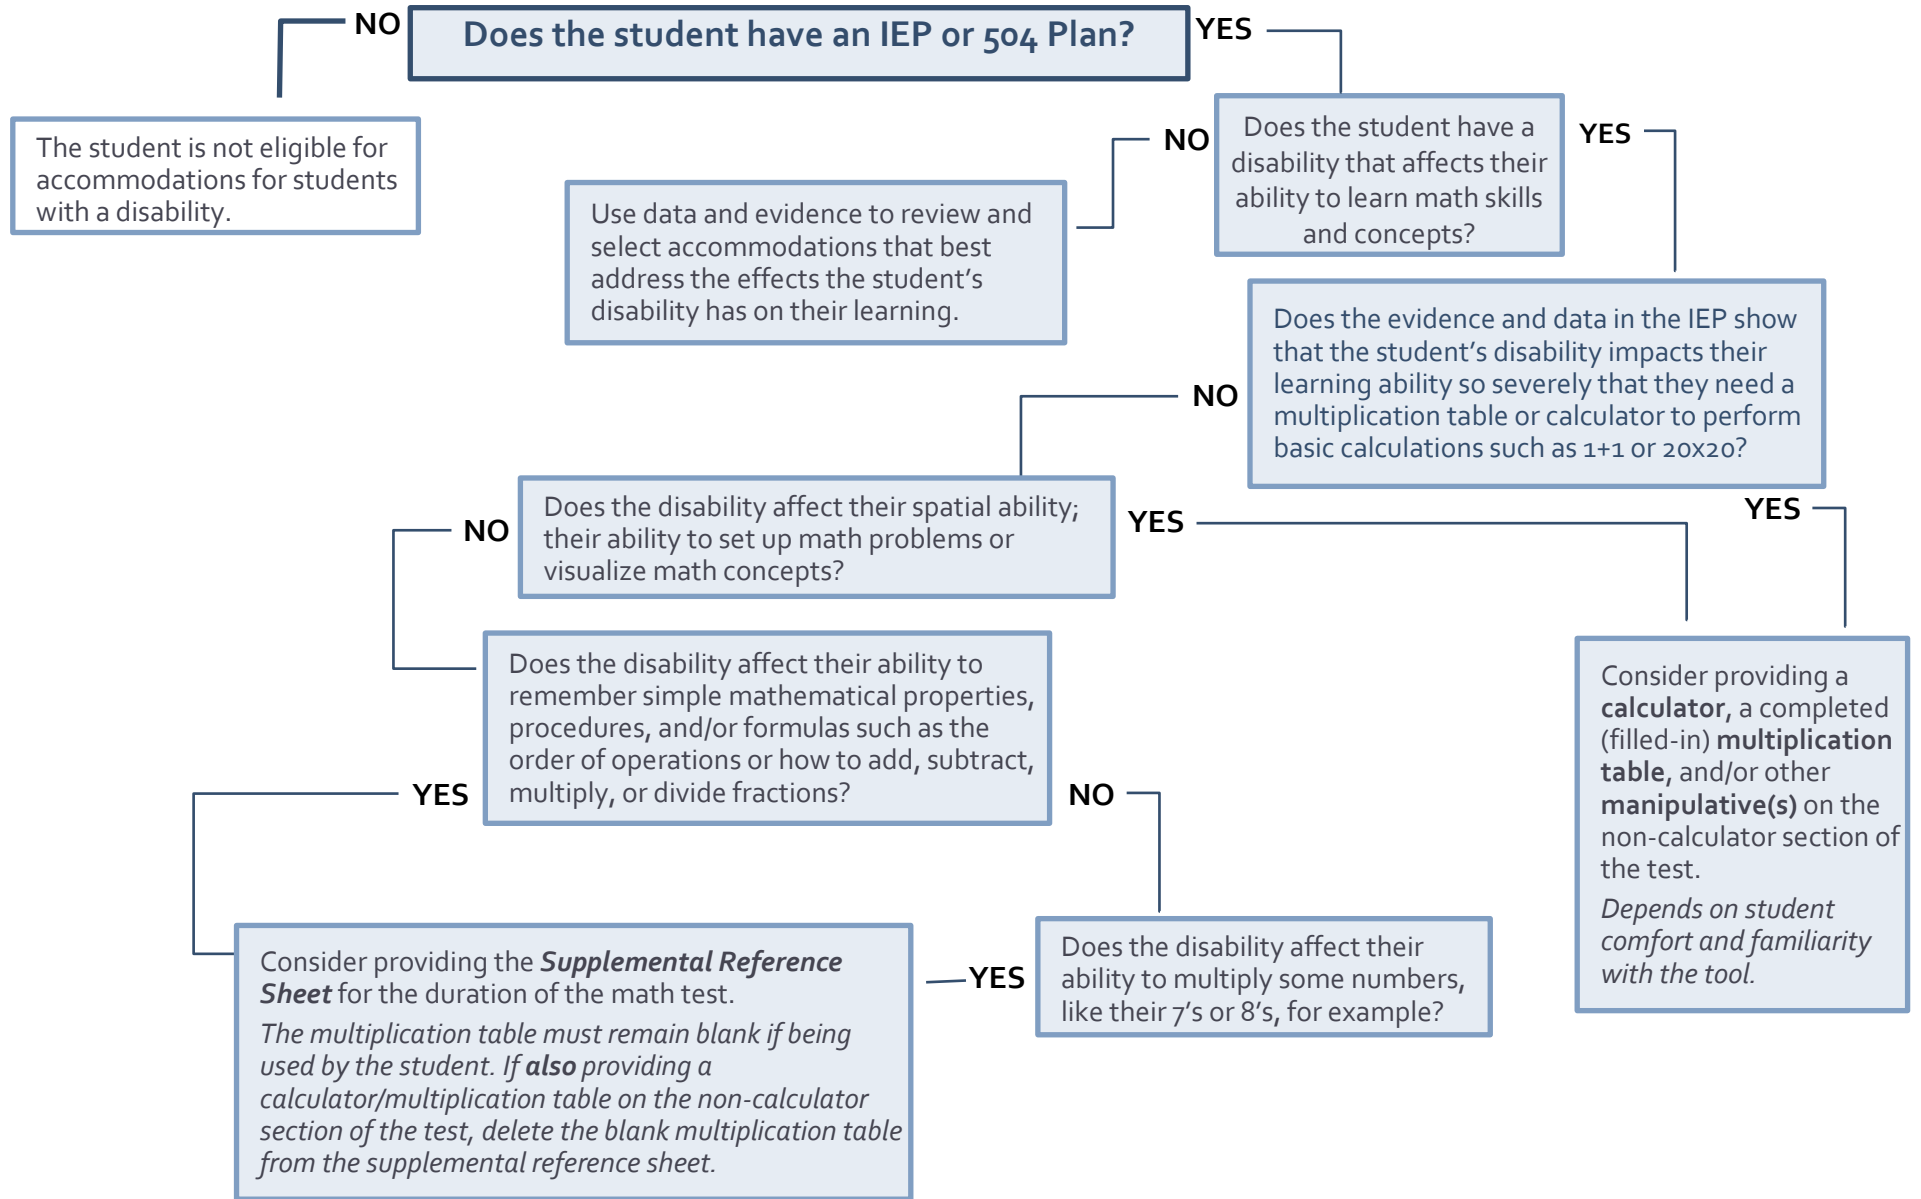 NO
Does the student have an IEP or 504 Plan?
YES
The student is not eligible for
accommodations for students
with a disability.
NO
Does the student have a
disability that affects their
ability to learn math skills
and concepts?
YES
Use data and evidence to review and
select accommodations that best
address the effects the student’s
disability has on their learning.
NO
Does the evidence and data in the IEP show
that the student’s disability impacts their
learning ability so severely that they need a
multiplication table or calculator to perform
basic calculations such as 1+1 or 20x20?
YES
NO
Does the disability affect their spatial ability;
their ability to set up math problems or
visualize math concepts?
YES
Does the disability affect their ability to
remember simple mathematical properties,
procedures, and/or formulas such as the
order of operations or how to add, subtract,
multiply, or divide fractions?
YES
NO
Consider providing a
calculator, a completed
(filled-in) multiplication
table, and/or other
manipulative(s) on the
non-calculator section of
the test.
Depends on student
comfort and familiarity
with the tool.
Consider providing the Supplemental Reference
Sheet for the duration of the math test.
The multiplication table must remain blank if being
used by the student. If also providing a
calculator/multiplication table on the non-calculator
section of the test, delete the blank multiplication table
from the supplemental reference sheet.
YES
Does the disability affect their
ability to multiply some numbers,
like their 7’s or 8’s, for example?